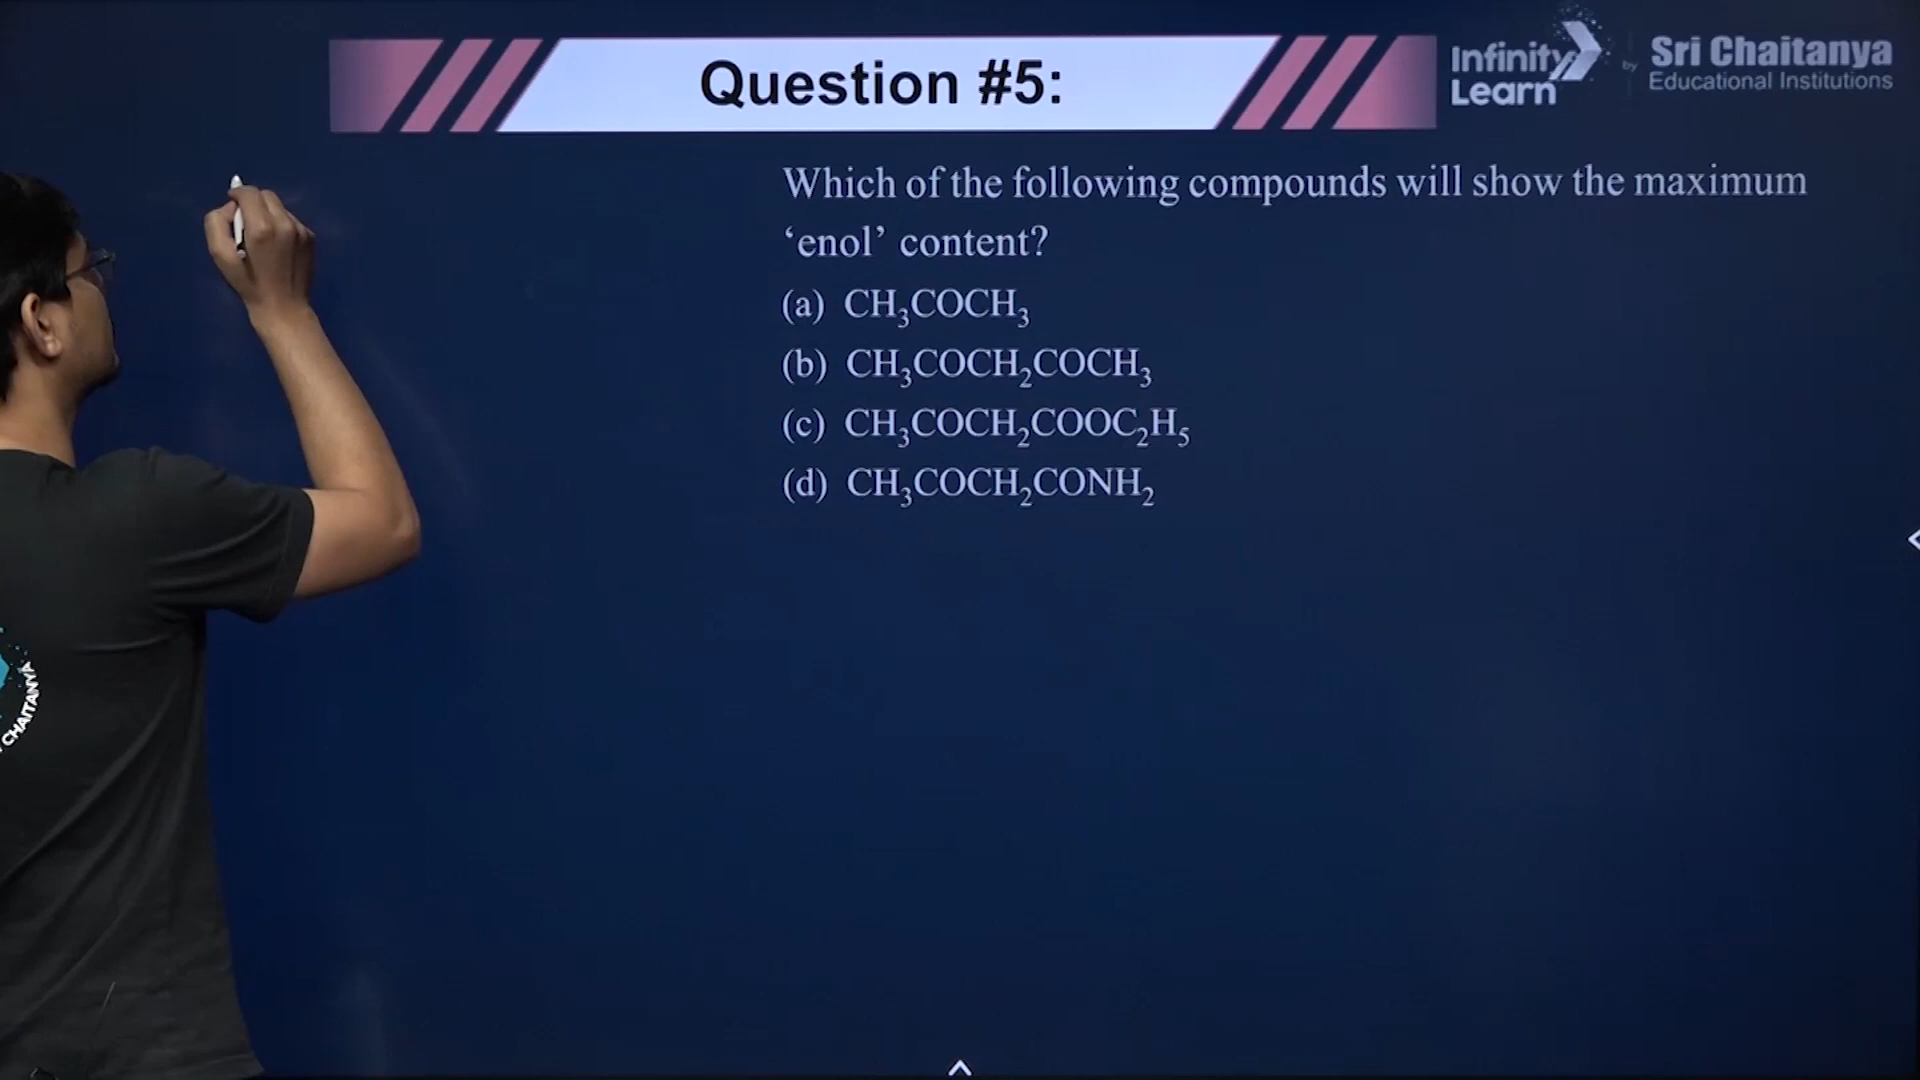 Question #5:
Infinity Learn
by
Sri Chaitanya
Educational Institutions
Which of the following compounds will show the maximum
‘enol’ content?
(a) CH₃COCH₃
(b) CH₃COCH₂COCH₃
(c) CH₃COCH₂COOC₂H₅
(d) CH₃COCH₂CONH₂
CHAITANYA